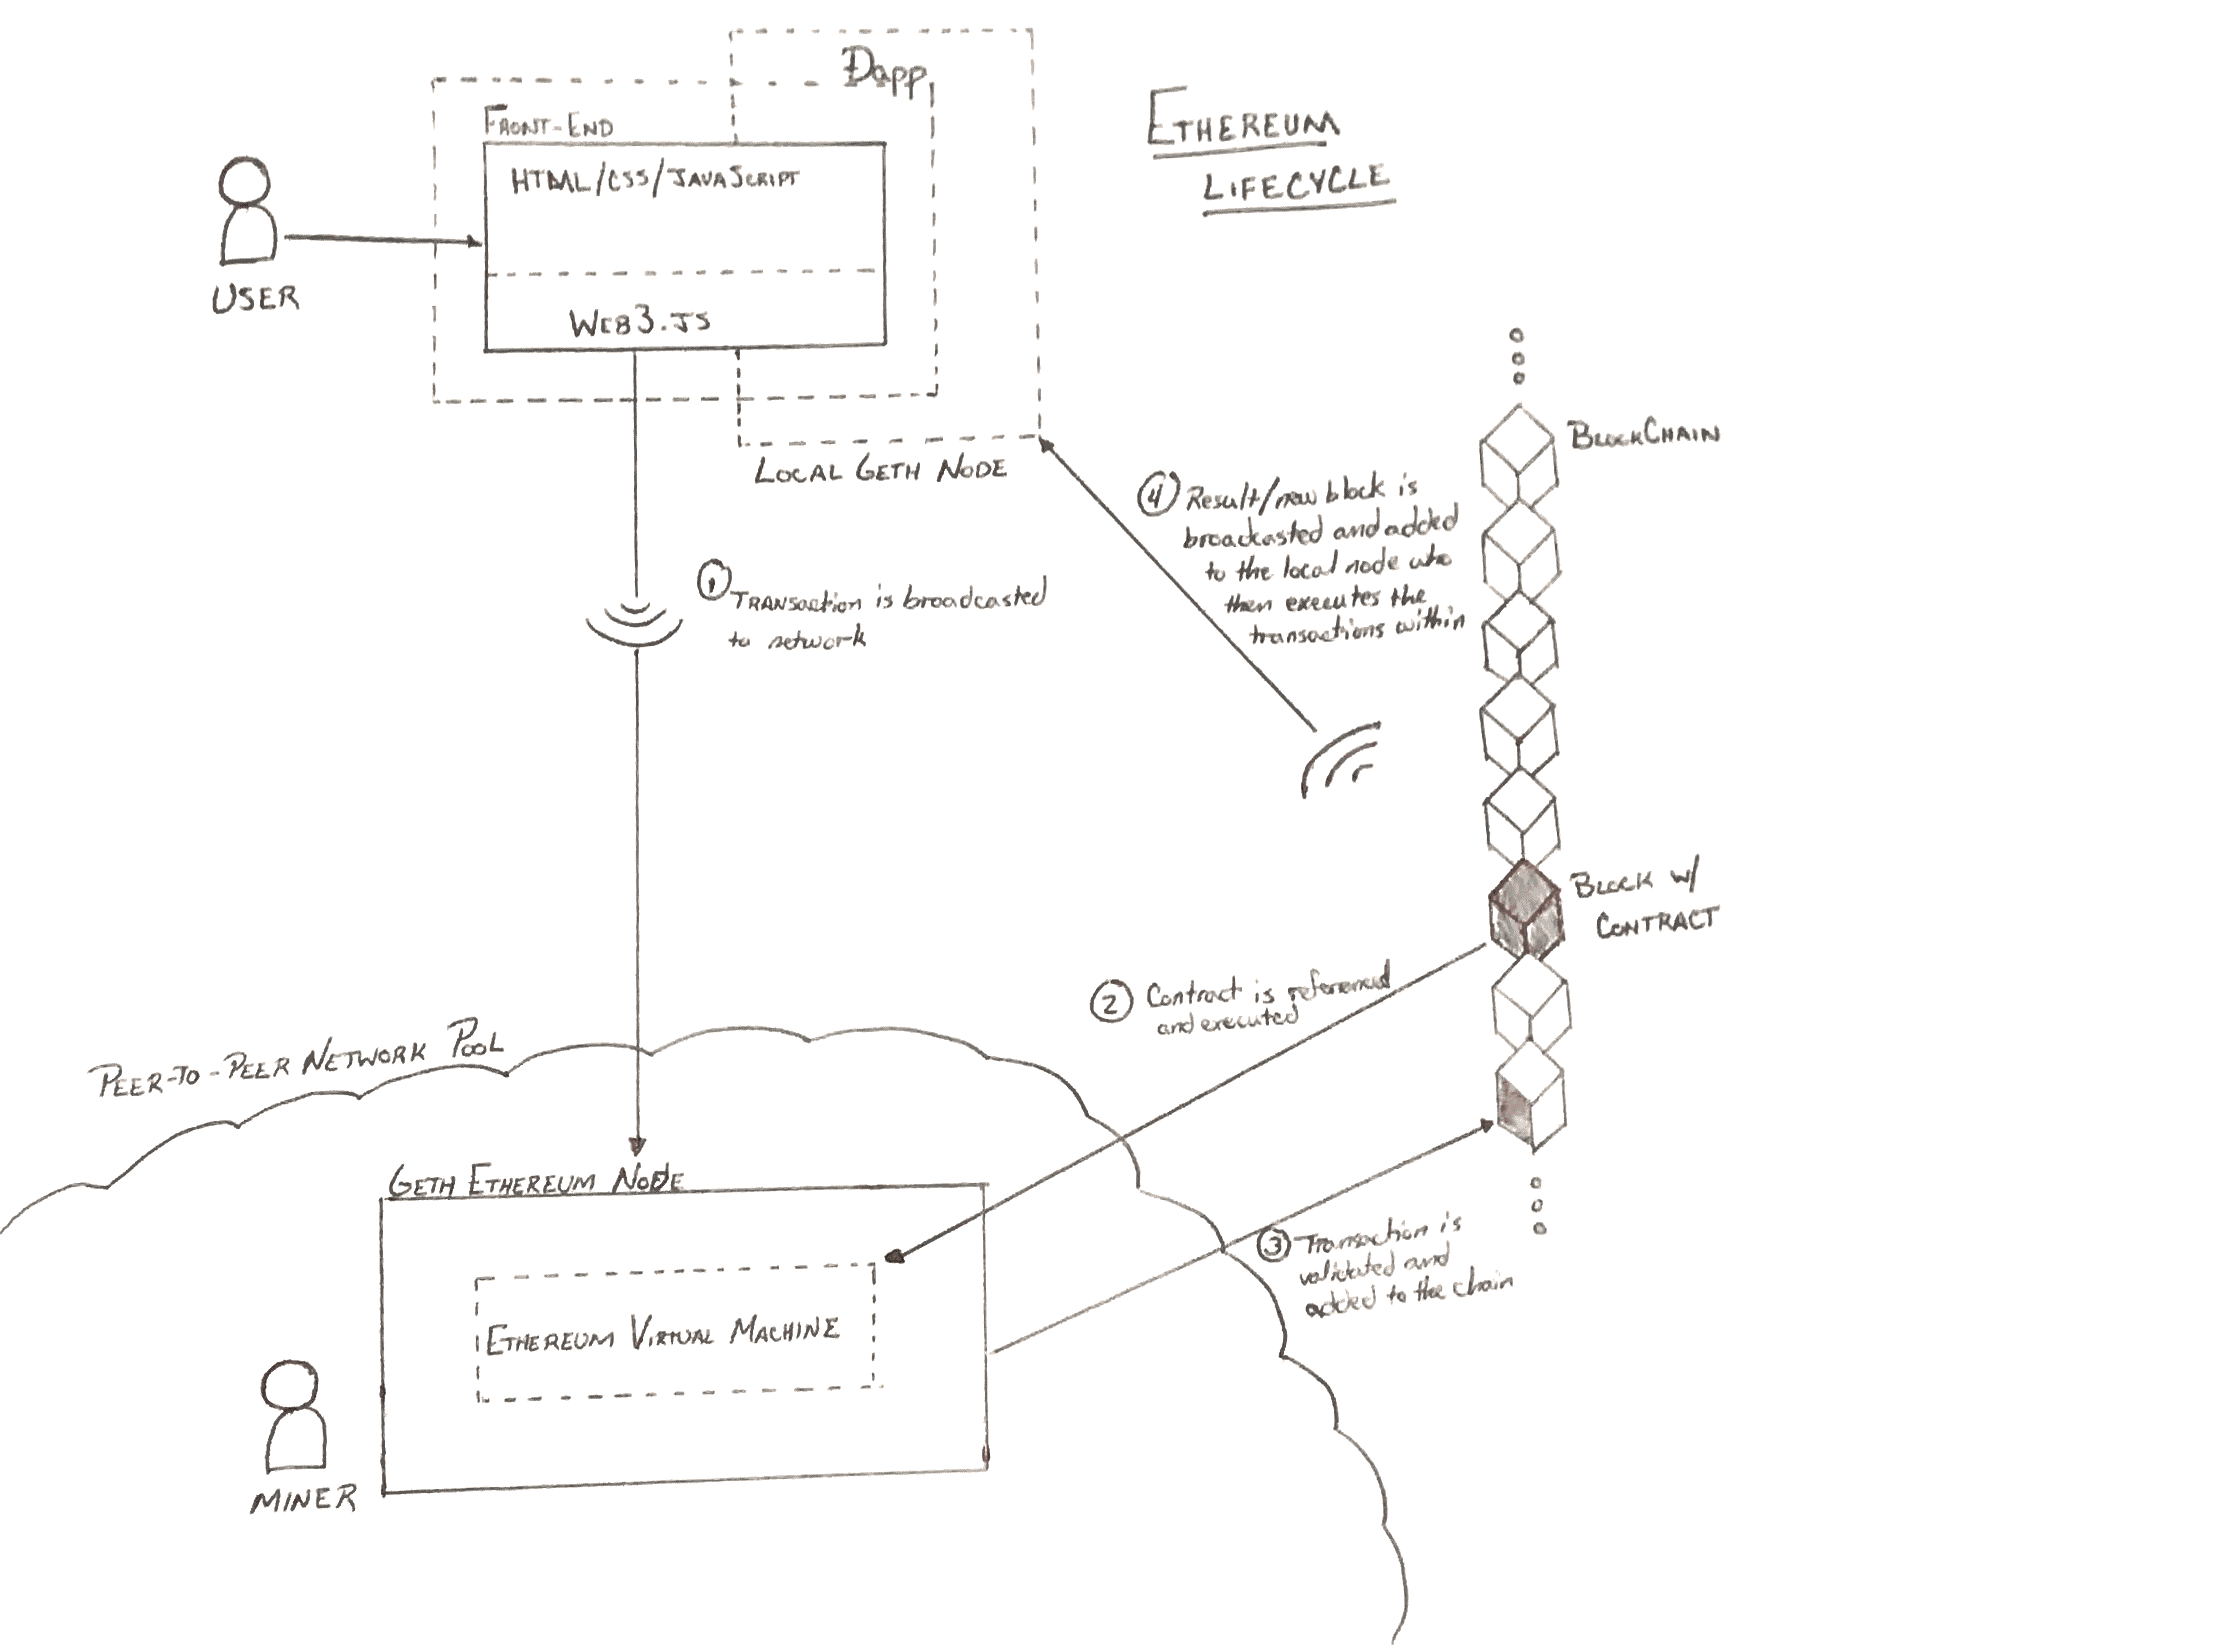 Ðapp
FRONT-END
HTML/CSS/JAVASCRIPT
WEB3.JS
USER
LOCAL GETH NODE
ETHEREUM
LIFECYCLE
BLOCKCHAIN
① TRANSACTION is broadcasted
to network
④ Result/new block is
broadcasted and added
to the local node who
then executes the
transactions within
BLOCK W/
CONTRACT
② Contract is referenced
and executed
PEER-TO-PEER NETWORK POOL
GETH ETHEREUM NODE
ETHEREUM VIRTUAL MACHINE
③ Transaction is
validated and
added to the chain
MINER